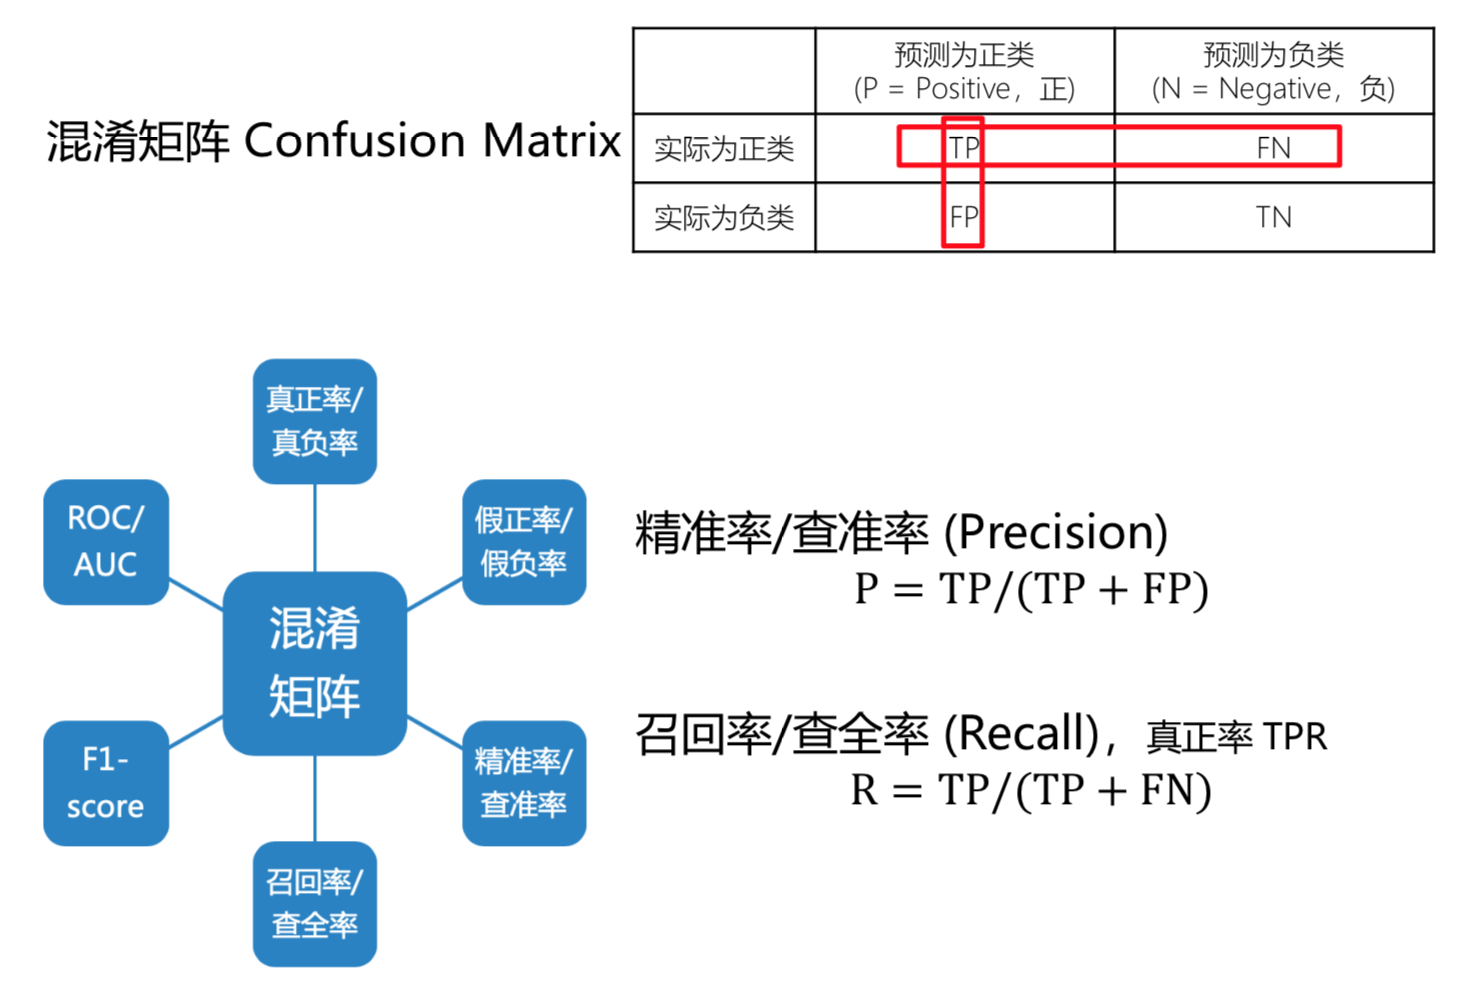 混淆矩阵 Confusion Matrix
预测为正类
(P = Positive，正)
预测为负类
(N = Negative，负)
实际为正类
TP
FN
实际为负类
FP
TN
真正率/
真负率
ROC/
AUC
假正率/
假负率
混淆
矩阵
F1-
score
精准率/
查准率
召回率/
查全率
精准率/查准率 (Precision)
P = TP/(TP + FP)
召回率/查全率 (Recall)，真正率 TPR
R = TP/(TP + FN)